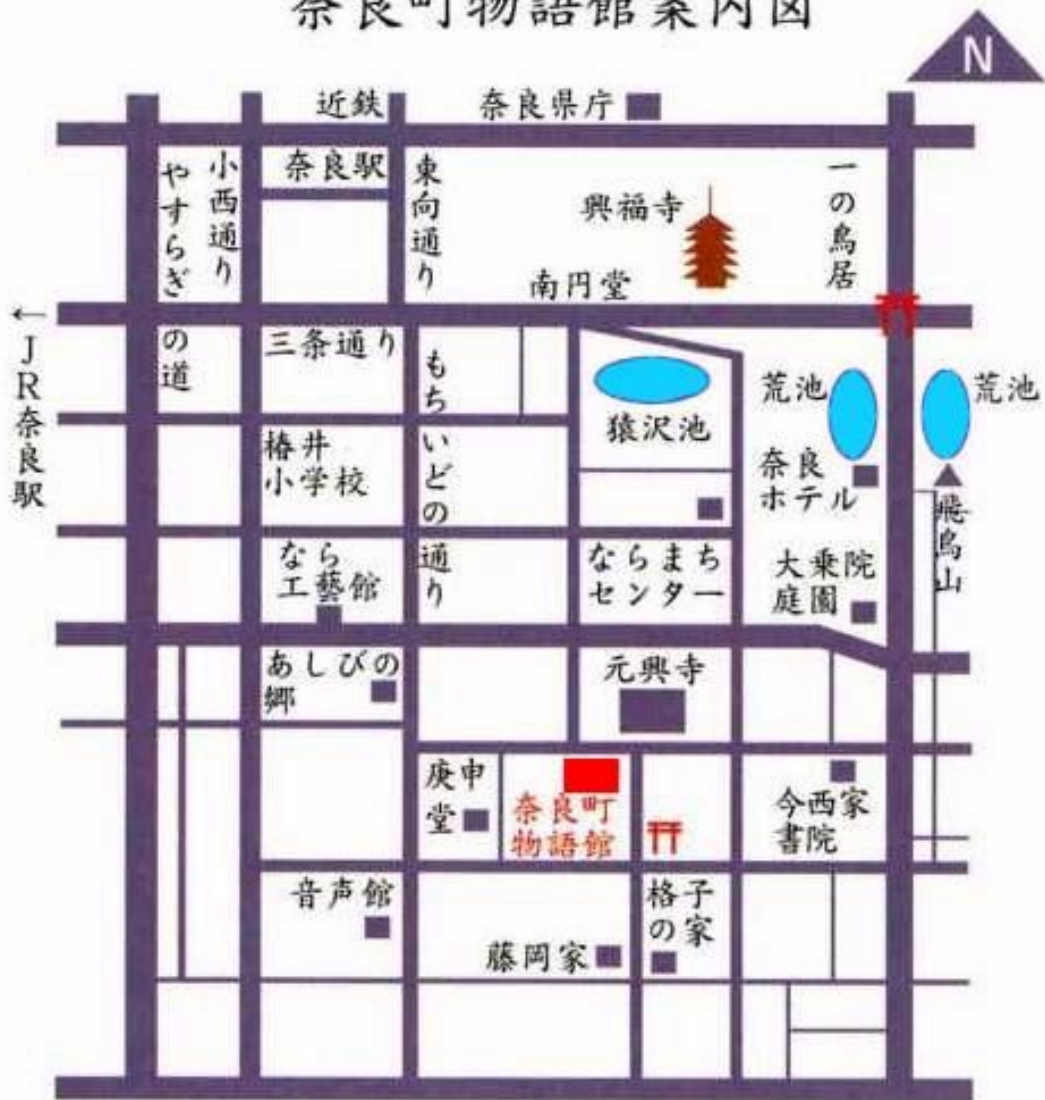 奈良町物語館案内図
N
近鉄
奈良駅
奈良県庁
やすらぎの道
小西通り
東向通り
興福寺
一の鳥居
南円堂
←JR奈良駅
三条通り
もちいどの通り
猿沢池
荒池
荒池
椿井
小学校
奈良
ホテル
飛鳥山
なら
工藝館
ならまち
センター
大乗院
庭園
あしびの
郷
元興寺
庚申
堂
奈良町
物語館
今西家
書院
音声館
格子
の家
藤岡家